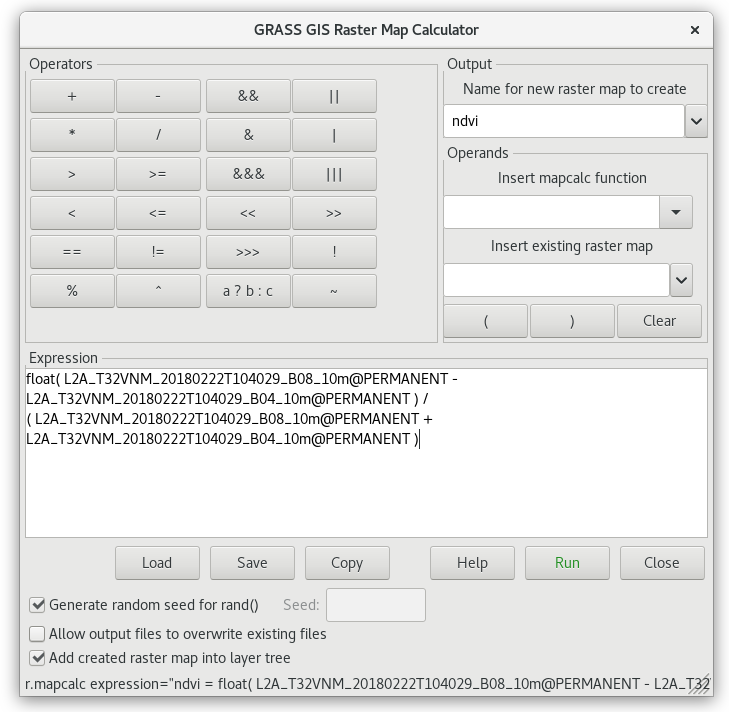 GRASS GIS Raster Map Calculator ×
Operators
+ - && ||
* / & |
> >= &&& |||
< <= << >>
== != >>> !
% ^ a ? b : c ~
Output
Name for new raster map to create
ndvi
Operands
Insert mapcalc function
Insert existing raster map
( ) Clear
Expression
float( L2A_T32VNM_20180222T104029_B08_10m@PERMANENT -
L2A_T32VNM_20180222T104029_B04_10m@PERMANENT ) /
( L2A_T32VNM_20180222T104029_B08_10m@PERMANENT +
L2A_T32VNM_20180222T104029_B04_10m@PERMANENT )
Load Save Copy Help Run Close
Generate random seed for rand() Seed:
Allow output files to overwrite existing files
Add created raster map into layer tree
r.mapcalc expression="ndvi = float( L2A_T32VNM_20180222T104029_B08_10m@PERMANENT - L2A_T32